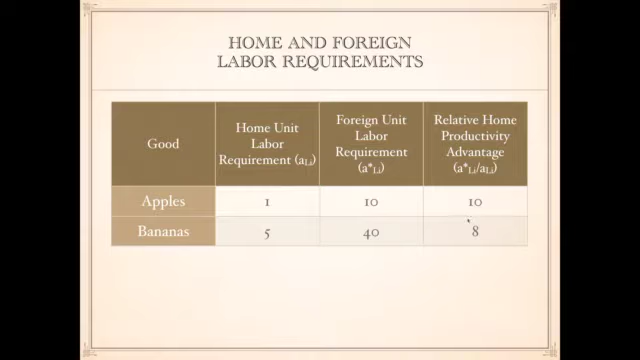 HOME AND FOREIGN
LABOR REQUIREMENTS
Good
Home Unit
Labor
Requirement (aLi)
Foreign Unit
Labor
Requirement
(a*Li)
Relative Home
Productivity
Advantage
(a*Li/aLi)
Apples
1
10
10
Bananas
5
40
8